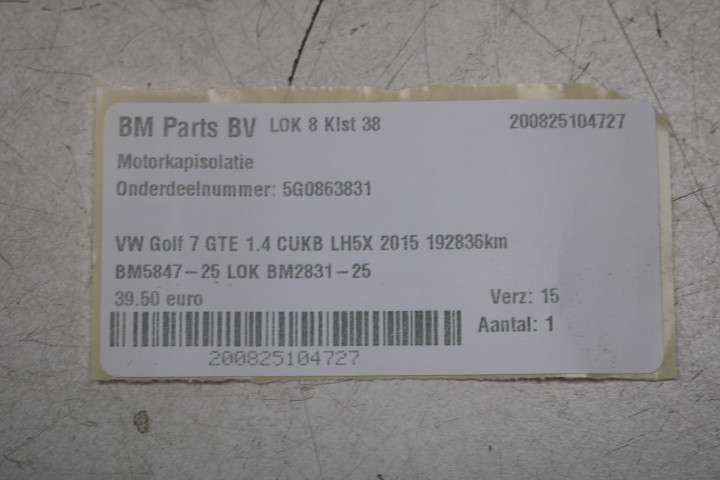 BM Parts BV LOK 8 Klst 38 200825104727
Motorkapisolatie
Onderdeelnummer: 5G0863831
VW Golf 7 GTE 1.4 CUKB LH5X 2015 192836km
BM5847-25 LOK BM2831-25
39.50 euro Verz: 15
Aantal: 1
200825104727